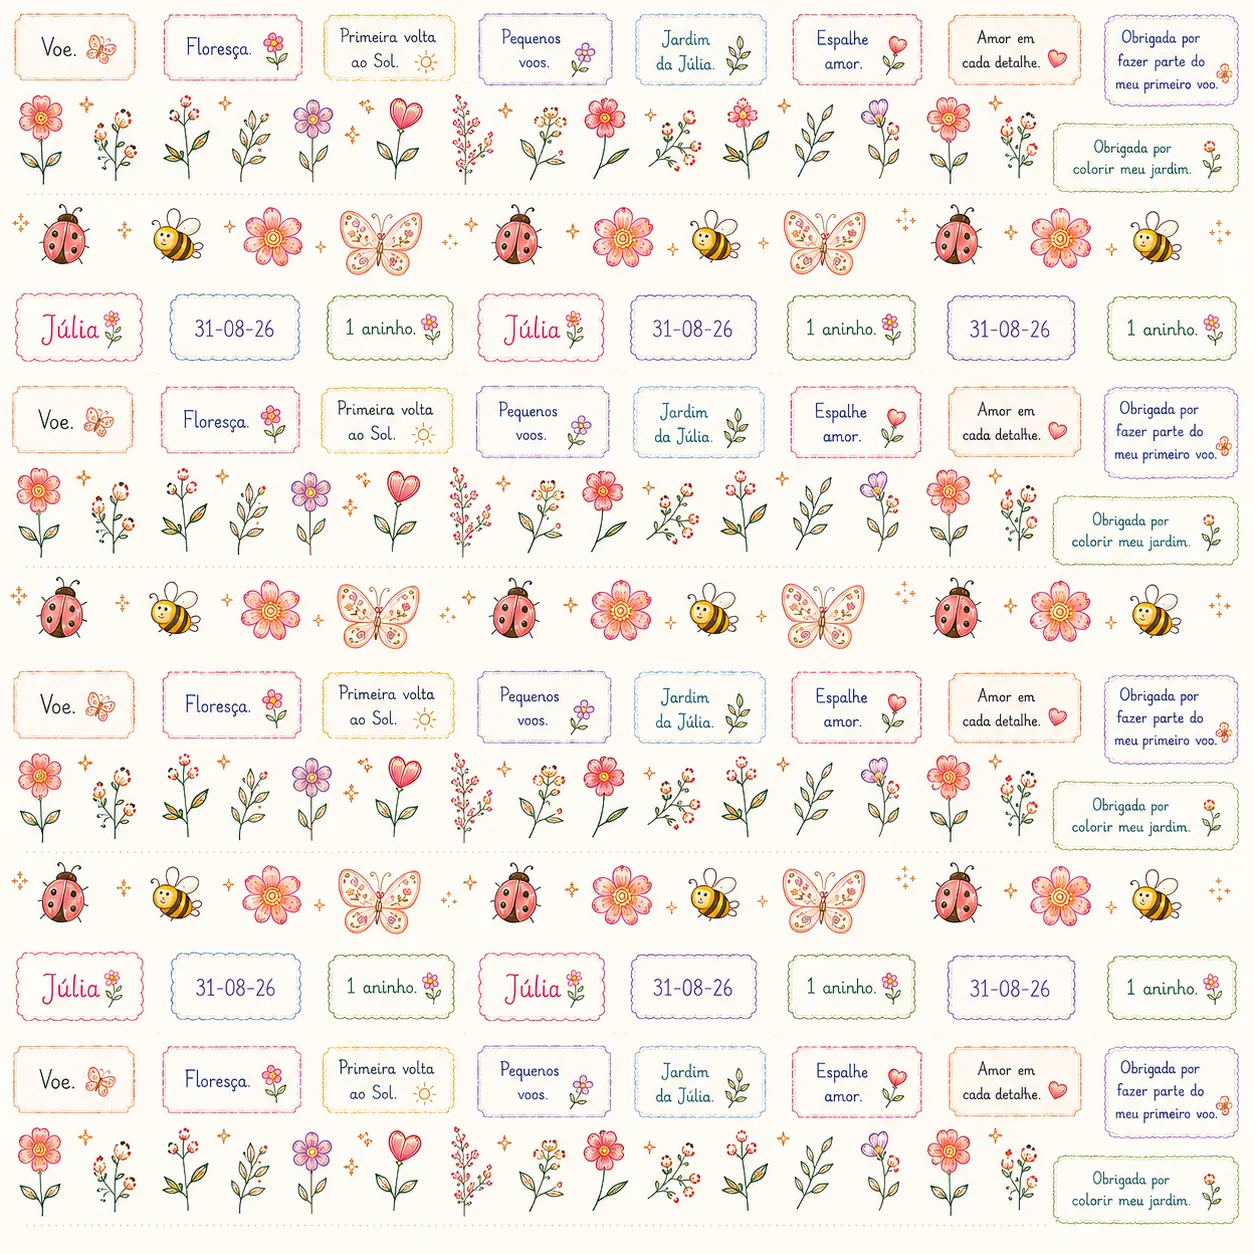 Voe.
Floresça.
Primeira volta
ao Sol.
Pequenos
voos.
Jardim
da Júlia.
Espalhe
amor.
Amor em
cada detalhe.
Obrigada por
fazer parte do
meu primeiro voo.
Obrigada por
colorir meu jardim.
Júlia
31-08-26
1 aninho.
Júlia
31-08-26
1 aninho.
31-08-26
1 aninho.
Voe.
Floresça.
Primeira volta
ao Sol.
Pequenos
voos.
Jardim
da Júlia.
Espalhe
amor.
Amor em
cada detalhe.
Obrigada por
fazer parte do
meu primeiro voo.
Obrigada por
colorir meu jardim.
Voe.
Floresça.
Primeira volta
ao Sol.
Pequenos
voos.
Jardim
da Júlia.
Espalhe
amor.
Amor em
cada detalhe.
Obrigada por
fazer parte do
meu primeiro voo.
Obrigada por
colorir meu jardim.
Júlia
31-08-26
1 aninho.
Júlia
31-08-26
1 aninho.
31-08-26
1 aninho.
Voe.
Floresça.
Primeira volta
ao Sol.
Pequenos
voos.
Jardim
da Júlia.
Espalhe
amor.
Amor em
cada detalhe.
Obrigada por
fazer parte do
meu primeiro voo.
Obrigada por
colorir meu jardim.